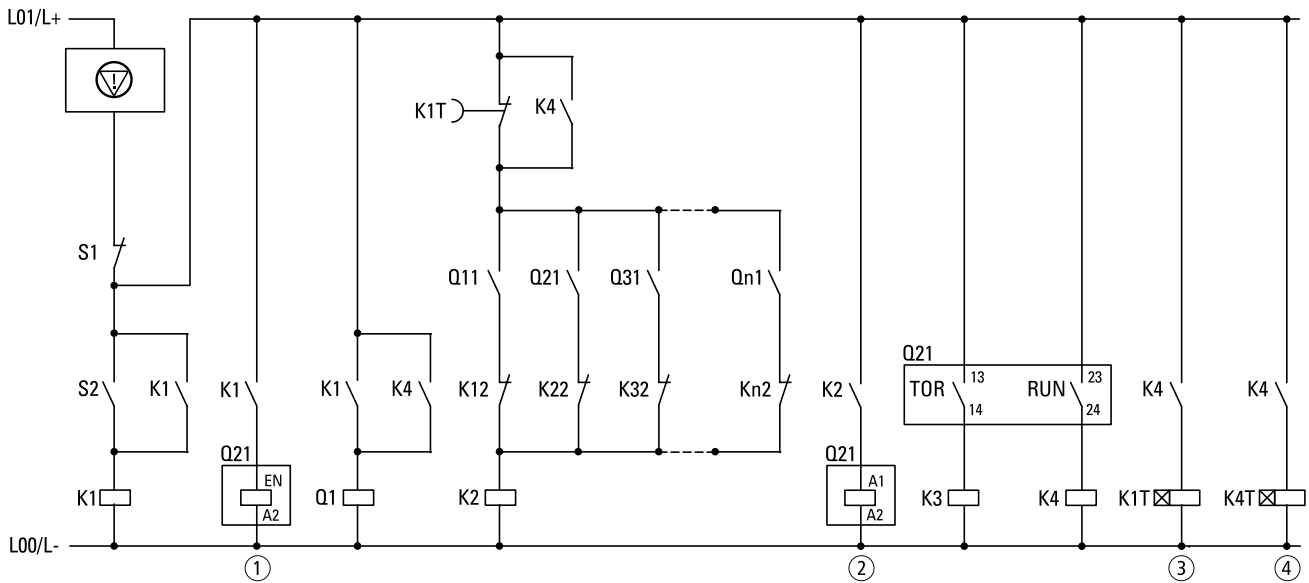 L01/L+
!
K1T K4
S1
Q11 Q21 Q31 Qn1
Q21
S2 K1 K1 K1 K4 K12 K22 K32 Kn2 K2 TOR 13 14 RUN 23 24 K4 K4
Q21 Q21
K1 EN A2 Q1 K2 A1 A2 K3 K4 K1T K4T
L00/L-
1 2 3 4